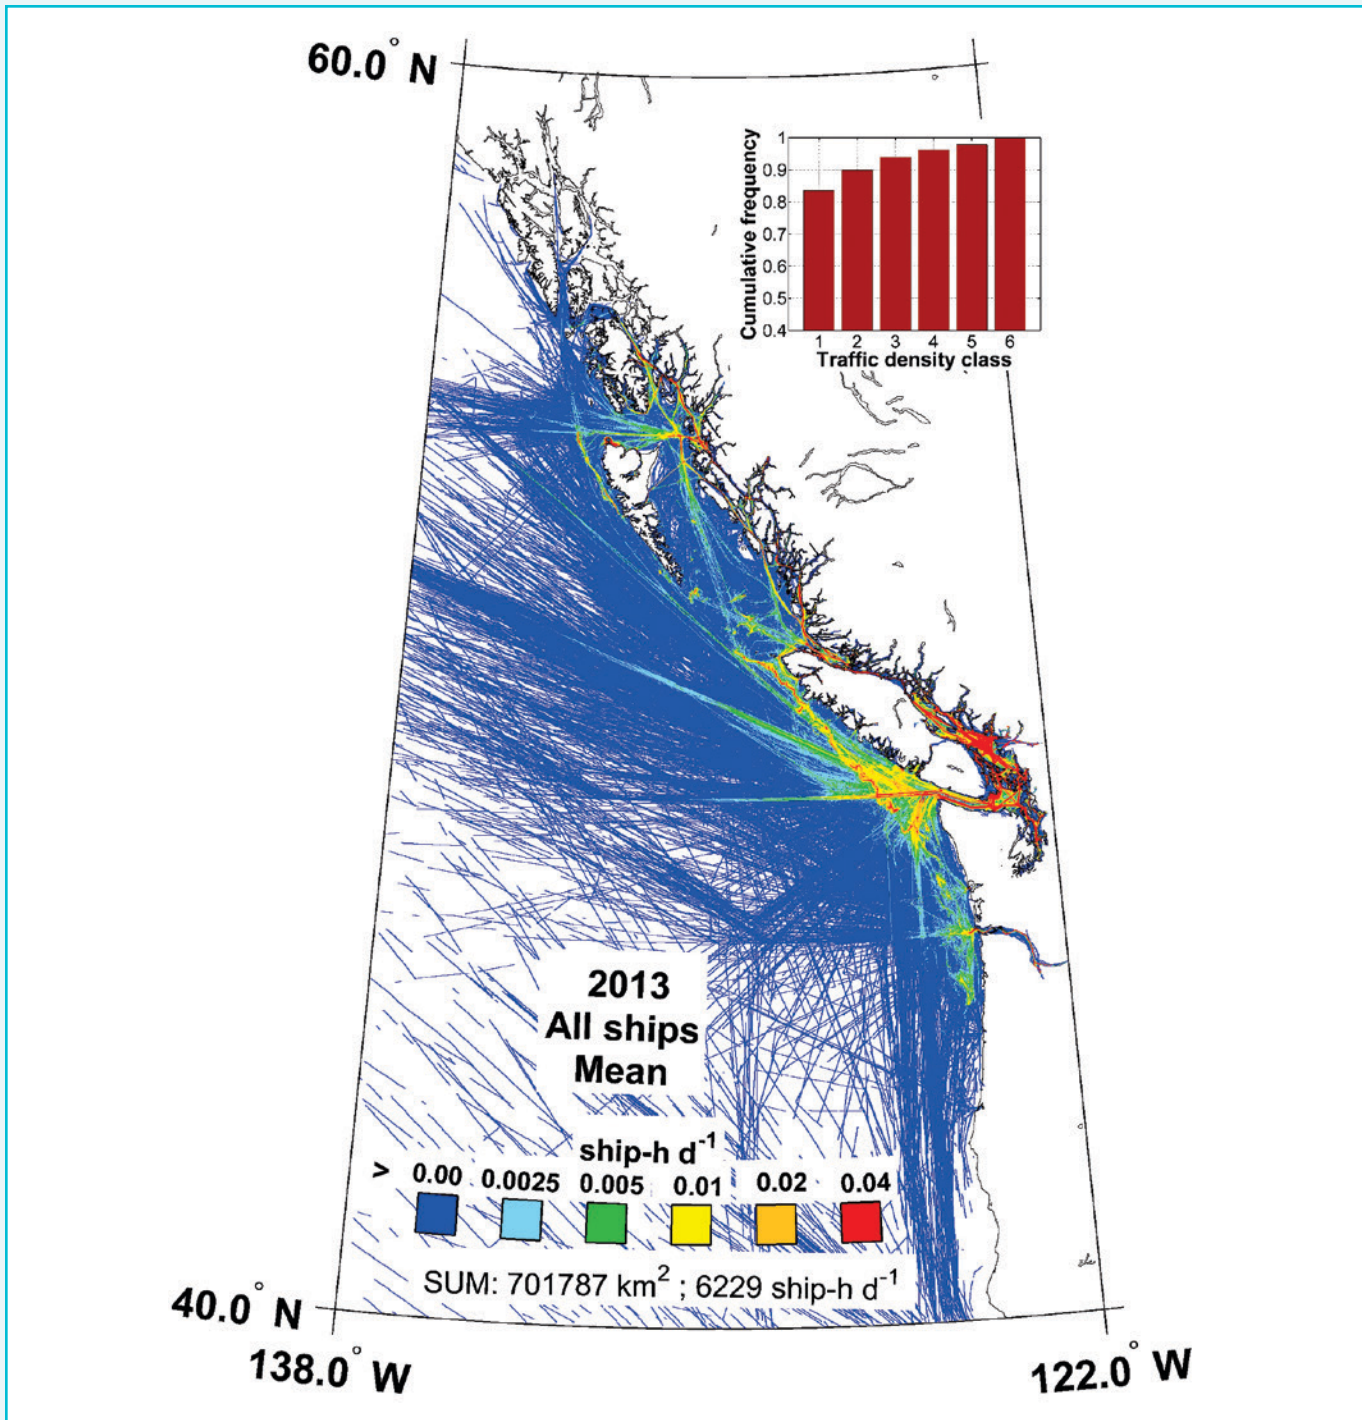 60.0° N
Cumulative frequency
1
0.9
0.8
0.7
0.6
0.5
0.4
1 2 3 4 5 6
Traffic density class
2013
All ships
Mean
ship-h d⁻¹
> 0.00 0.0025 0.005 0.01 0.02 0.04
SUM: 701787 km² ; 6229 ship-h d⁻¹
40.0° N
138.0° W
122.0° W